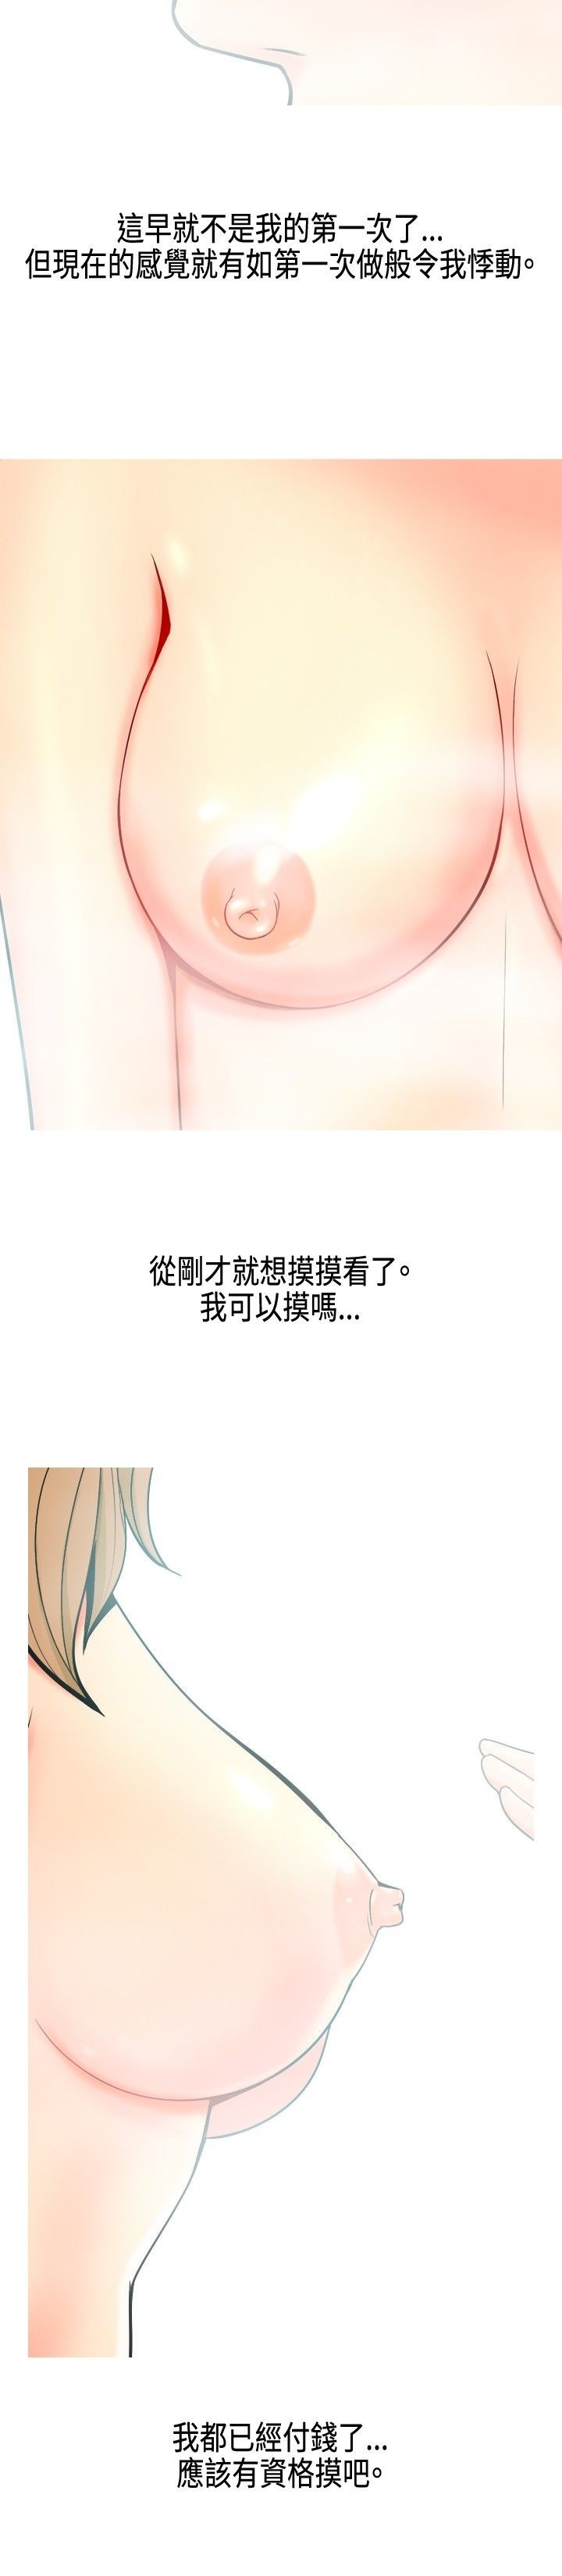 這早就不是我的第一次了...
但現在的感覺就有如第一次做般令我悸動。
從剛才就想摸摸看了。
我可以摸嗎...
我都已經付錢了...
應該有資格摸吧。